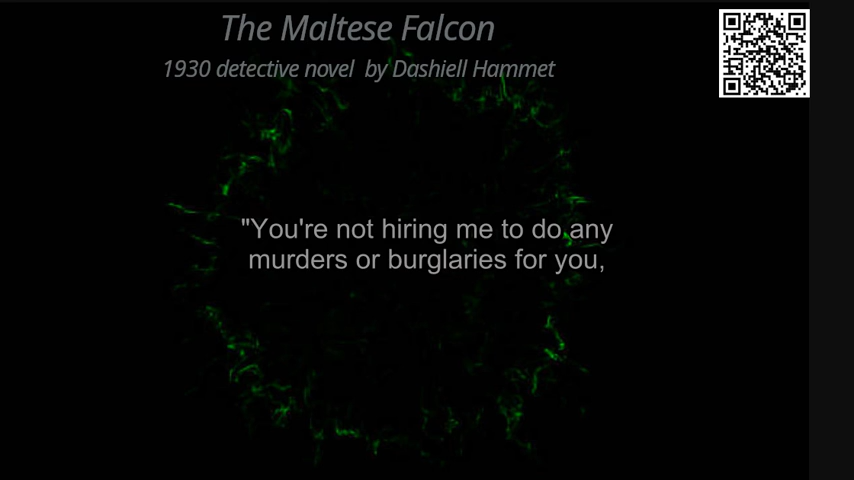 The Maltese Falcon
1930 detective novel by Dashiell Hammet
"You're not hiring me to do any
murders or burglaries for you,